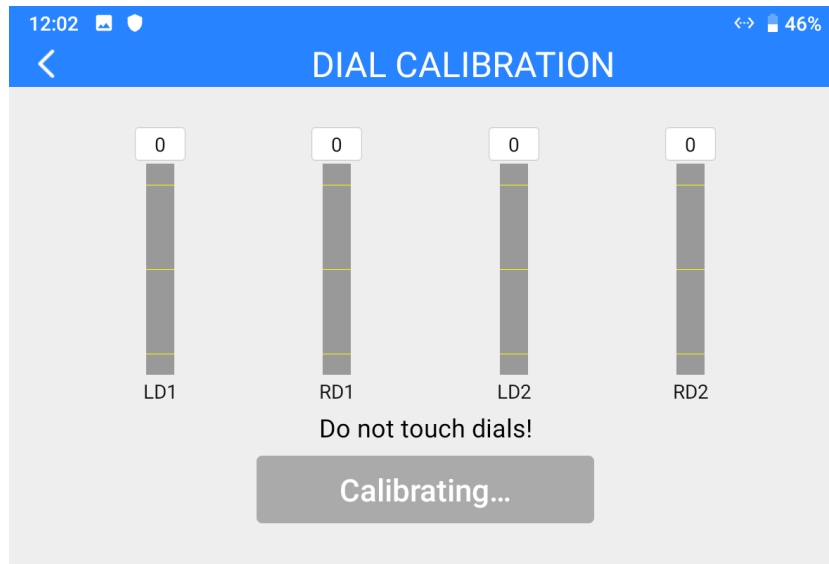 12:02 46%
DIAL CALIBRATION
0 0 0 0
LD1 RD1 LD2 RD2
Do not touch dials!
Calibrating...